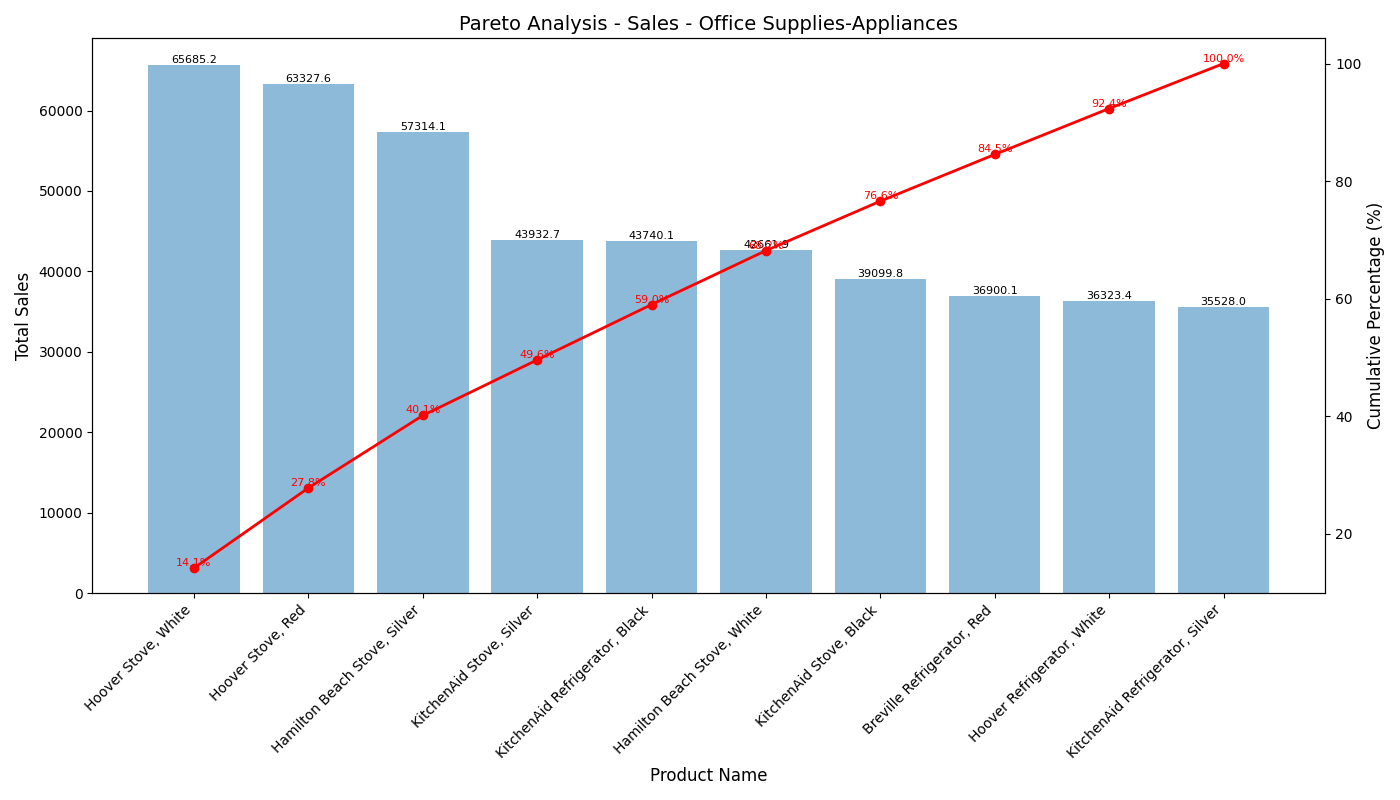 Pareto Analysis - Sales - Office Supplies-Appliances
Total Sales
60000
50000
40000
30000
20000
10000
0
65685.2
63327.6
57314.1
43932.7
43740.1
42661.9
39099.8
36900.1
36323.4
35528.0
14.1%
27.8%
40.1%
49.6%
59.0%
76.6%
84.5%
92.4%
100.0%
100
80
60
40
20
Cumulative Percentage (%)
Hoover Stove, White
Hoover Stove, Red
Hamilton Beach Stove, Silver
KitchenAid Stove, Silver
KitchenAid Refrigerator, Black
Hamilton Beach Stove, White
KitchenAid Stove, Black
Breville Refrigerator, Red
Hoover Refrigerator, White
KitchenAid Refrigerator, Silver
Product Name